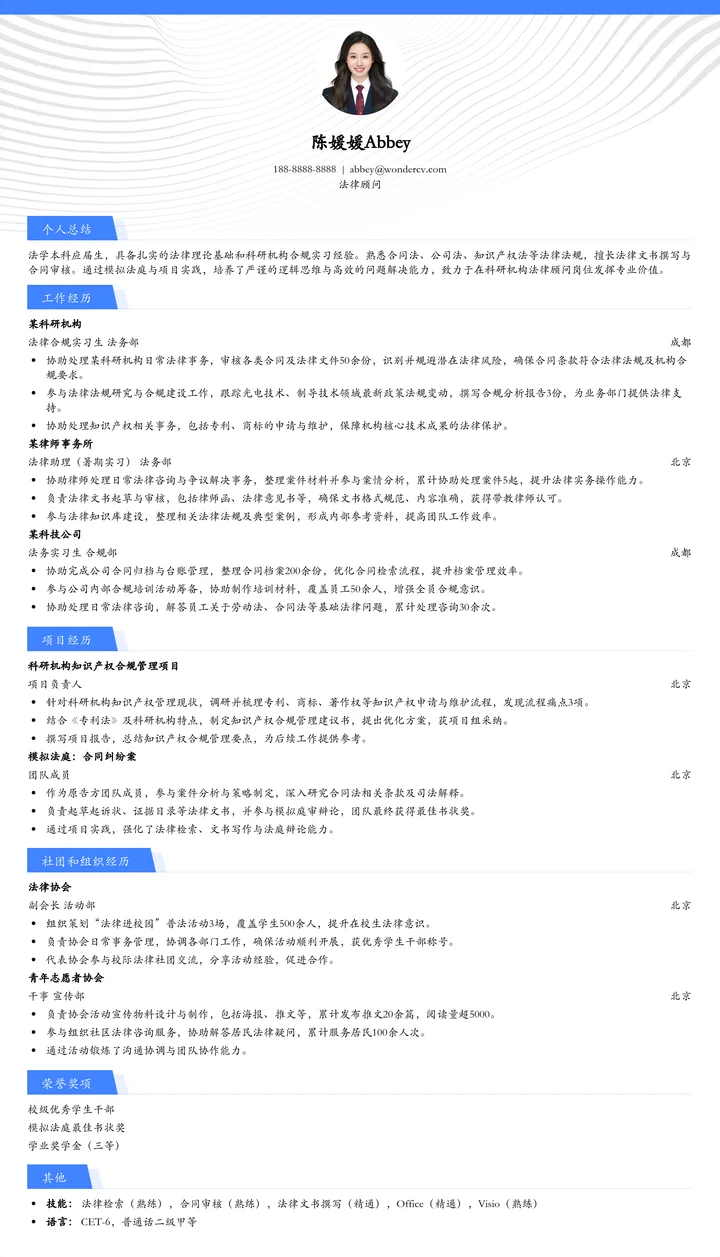 陈媛媛Abbey
188-8888-8888 | abbey@wondercv.com
法律顾问
个人总结
法学本科应届生，具备扎实的法律理论基础和科研机构合规实习经验。熟悉合同法、公司法、知识产权法等法律法规，擅长法律文书撰写与
合同审核。通过模拟法庭与项目实践，培养了严谨的逻辑思维与高效的问题解决能力，致力于在科研机构法律顾问岗位发挥专业价值。
工作经历
某科研机构
法律合规实习生 法务部 成都
• 协助处理某科研机构日常法律事务，审核各类合同及法律文件50余份，识别并规避潜在法律风险，确保合同条款符合法律法规及机构合
规要求。
• 参与法律法规研究与合规建设工作，跟踪光电技术、制导技术领域最新政策法规变动，撰写合规分析报告3份，为业务部门提供法律支
持。
• 协助处理知识产权相关事务，包括专利、商标的申请与维护，保障机构核心技术成果的法律保护。
某律师事务所
法律助理（暑期实习） 法务部 北京
• 协助律师处理日常法律咨询与争议解决事务，整理案件材料并参与案情分析，累计协助处理案件5起，提升法律实务操作能力。
• 负责法律文书起草与审核，包括律师函、法律意见书等，确保文书格式规范、内容准确，获得带教律师认可。
• 参与法律知识库建设，整理相关法律法规及典型案例，形成内部参考资料，提高团队工作效率。
某科技公司
法务实习生 合规部 成都
• 协助完成公司合同归档与台账管理，整理合同档案200余份，优化合同检索流程，提升档案管理效率。
• 参与公司内部合规培训活动筹备，协助制作培训材料，覆盖员工50余人，增强全员合规意识。
• 协助处理日常法律咨询，解答员工关于劳动法、合同法等基础法律问题，累计处理咨询30余次。
项目经历
科研机构知识产权合规管理项目
项目负责人 北京
• 针对科研机构知识产权管理现状，调研并梳理专利、商标、著作权等知识产权申请与维护流程，发现流程痛点3项。
• 结合《专利法》及科研机构特点，制定知识产权合规管理建议书，提出优化方案，获项目组采纳。
• 撰写项目报告，总结知识产权合规管理要点，为后续工作提供参考。
模拟法庭：合同纠纷案
团队成员 北京
• 作为原告方团队成员，参与案件分析与策略制定，深入研究合同法相关条款及司法解释。
• 负责起草起诉状、证据目录等法律文书，并参与模拟庭审辩论，团队最终获得最佳书状奖。
• 通过项目实践，强化了法律检索、文书写作与法庭辩论能力。
社团和组织经历
法律协会
副会长 活动部 北京
• 组织策划“法律进校园”普法活动3场，覆盖学生500余人，提升在校生法律意识。
• 负责协会日常事务管理，协调各部门工作，确保活动顺利开展，获优秀学生干部称号。
• 代表协会参与校际法律社团交流，分享活动经验，促进合作。
青年志愿者协会
干事 宣传部 北京
• 负责协会活动宣传物料设计与制作，包括海报、推文等，累计发布推文20余篇，阅读量超5000。
• 参与组织社区法律咨询服务，协助解答居民法律疑问，累计服务居民100余人次。
• 通过活动锻炼了沟通协调与团队协作能力。
荣誉奖项
校级优秀学生干部
模拟法庭最佳书状奖
学业奖学金（三等）
其他
• 技能： 法律检索（熟练）, 合同审核（熟练）, 法律文书撰写（精通）, Office（精通）, Visio（熟练）
• 语言： CET-6，普通话二级甲等